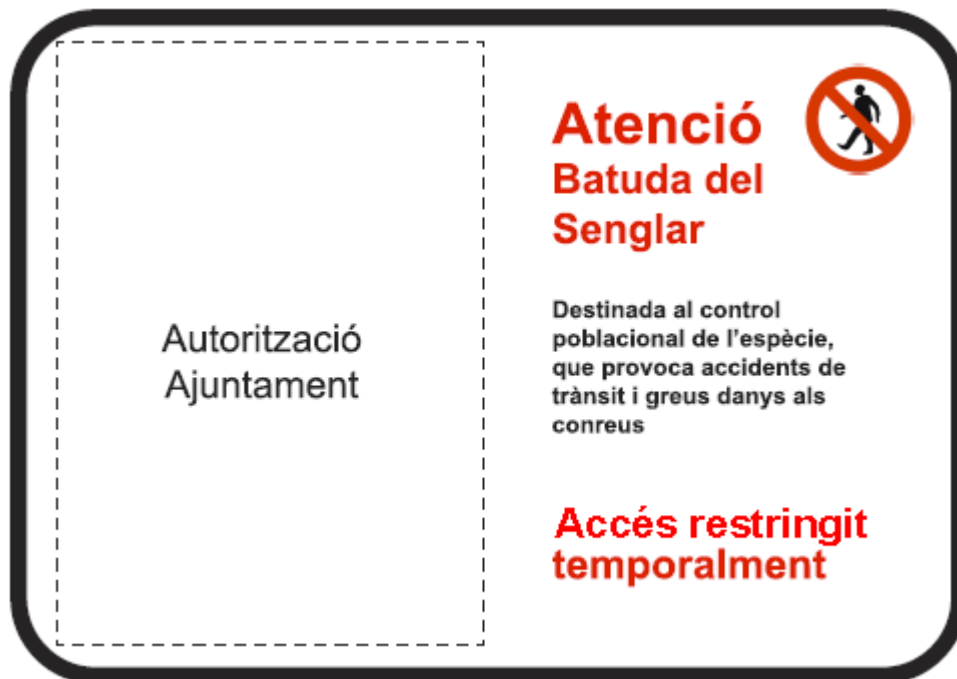 Autorització
Ajuntament
Atenció
Batuda del
Senglar
Destinada al control
poblacional de l'espècie,
que provoca accidents de
trànsit i greus danys als
conreus
Accés restringit
temporalment